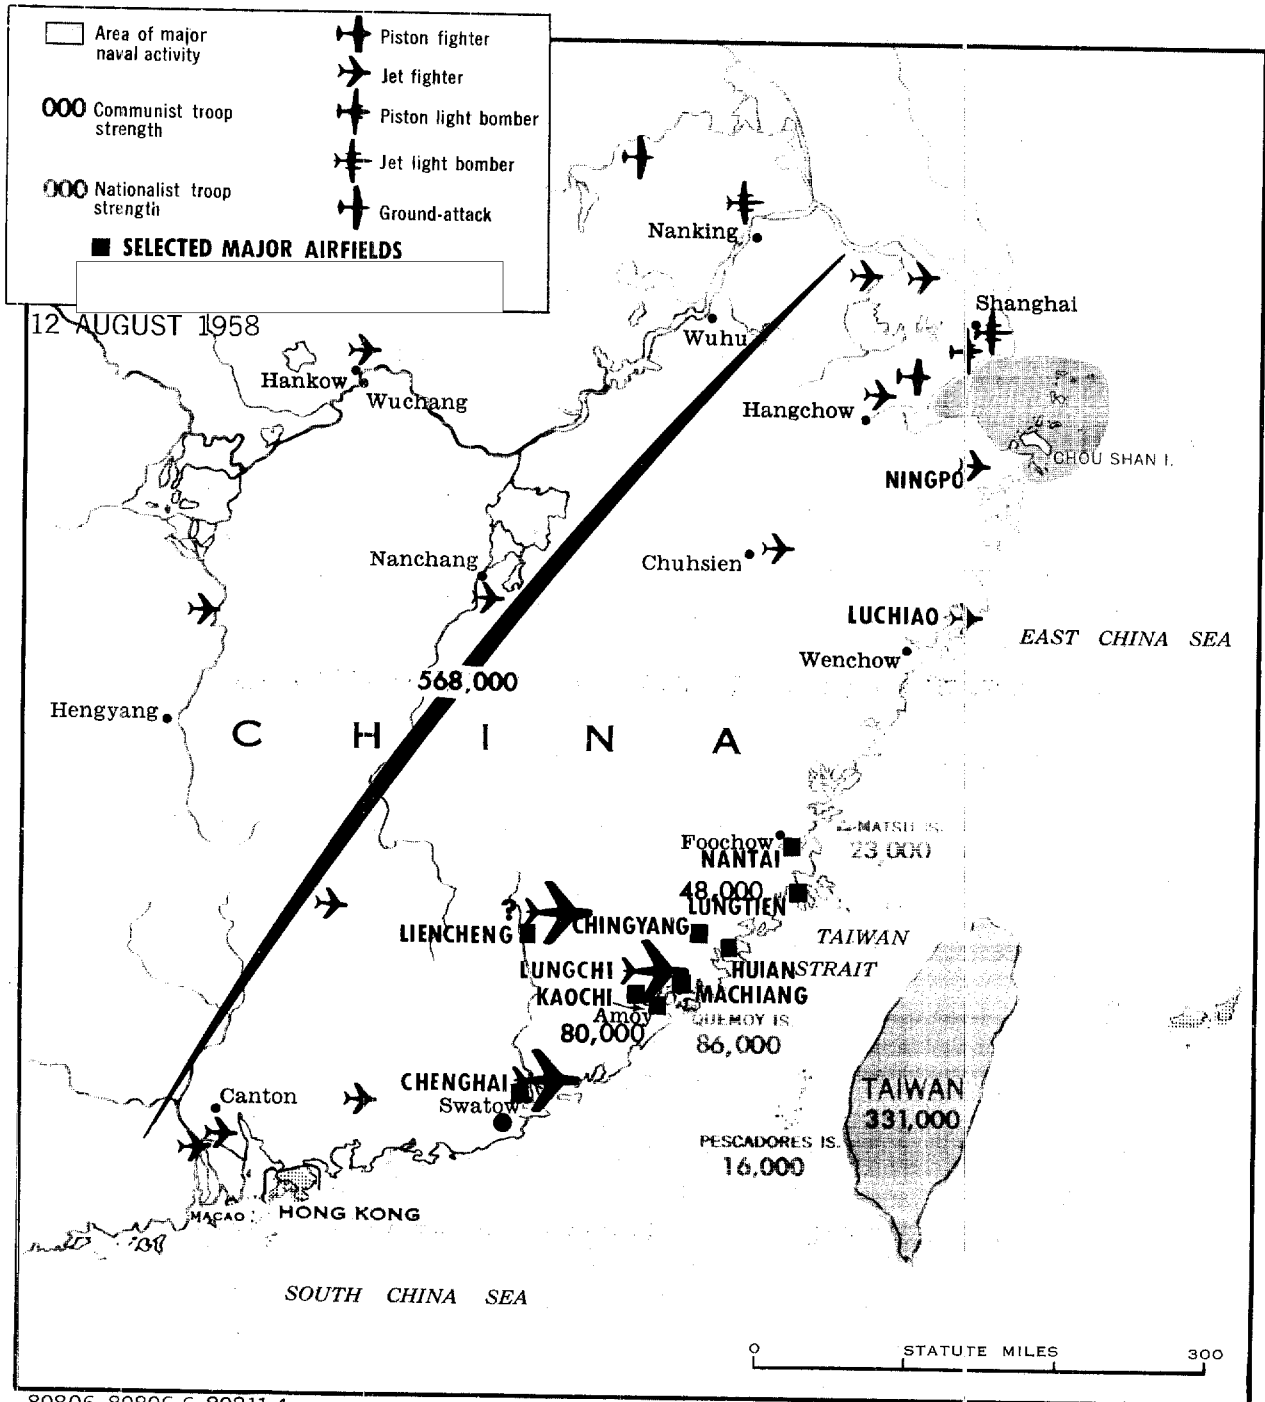 Area of major
naval activity
000 Communist troop
strength
000 Nationalist troop
strength
Piston fighter
Jet fighter
Piston light bomber
Jet light bomber
Ground-attack
SELECTED MAJOR AIRFIELDS
12 AUGUST 1958
Nanking
Shanghai
Wuhu
Hankow
Wuchang
Hangchow
CHOU SHAN I.
NINGPO
Nanchang
Chuhsien
LUCHIAO
EAST CHINA SEA
Wenchow
568,000
Hengyang
CHINA
MATSU IS.
23,000
Foochow
NANTAI
48,000
LUNGTIEN
?
CHINGYANG
LIENCHENG
TAIWAN
STRAIT
LUNGCHI
HUIAN
KAOCHI
MACHIANG
Amoy
80,000
QUEMOY IS.
86,000
CHENGHAI
Swatow
Canton
TAIWAN
331,000
PESCADORES IS.
16,000
MACAO
HONG KONG
SOUTH CHINA SEA
0 STATUTE MILES 300